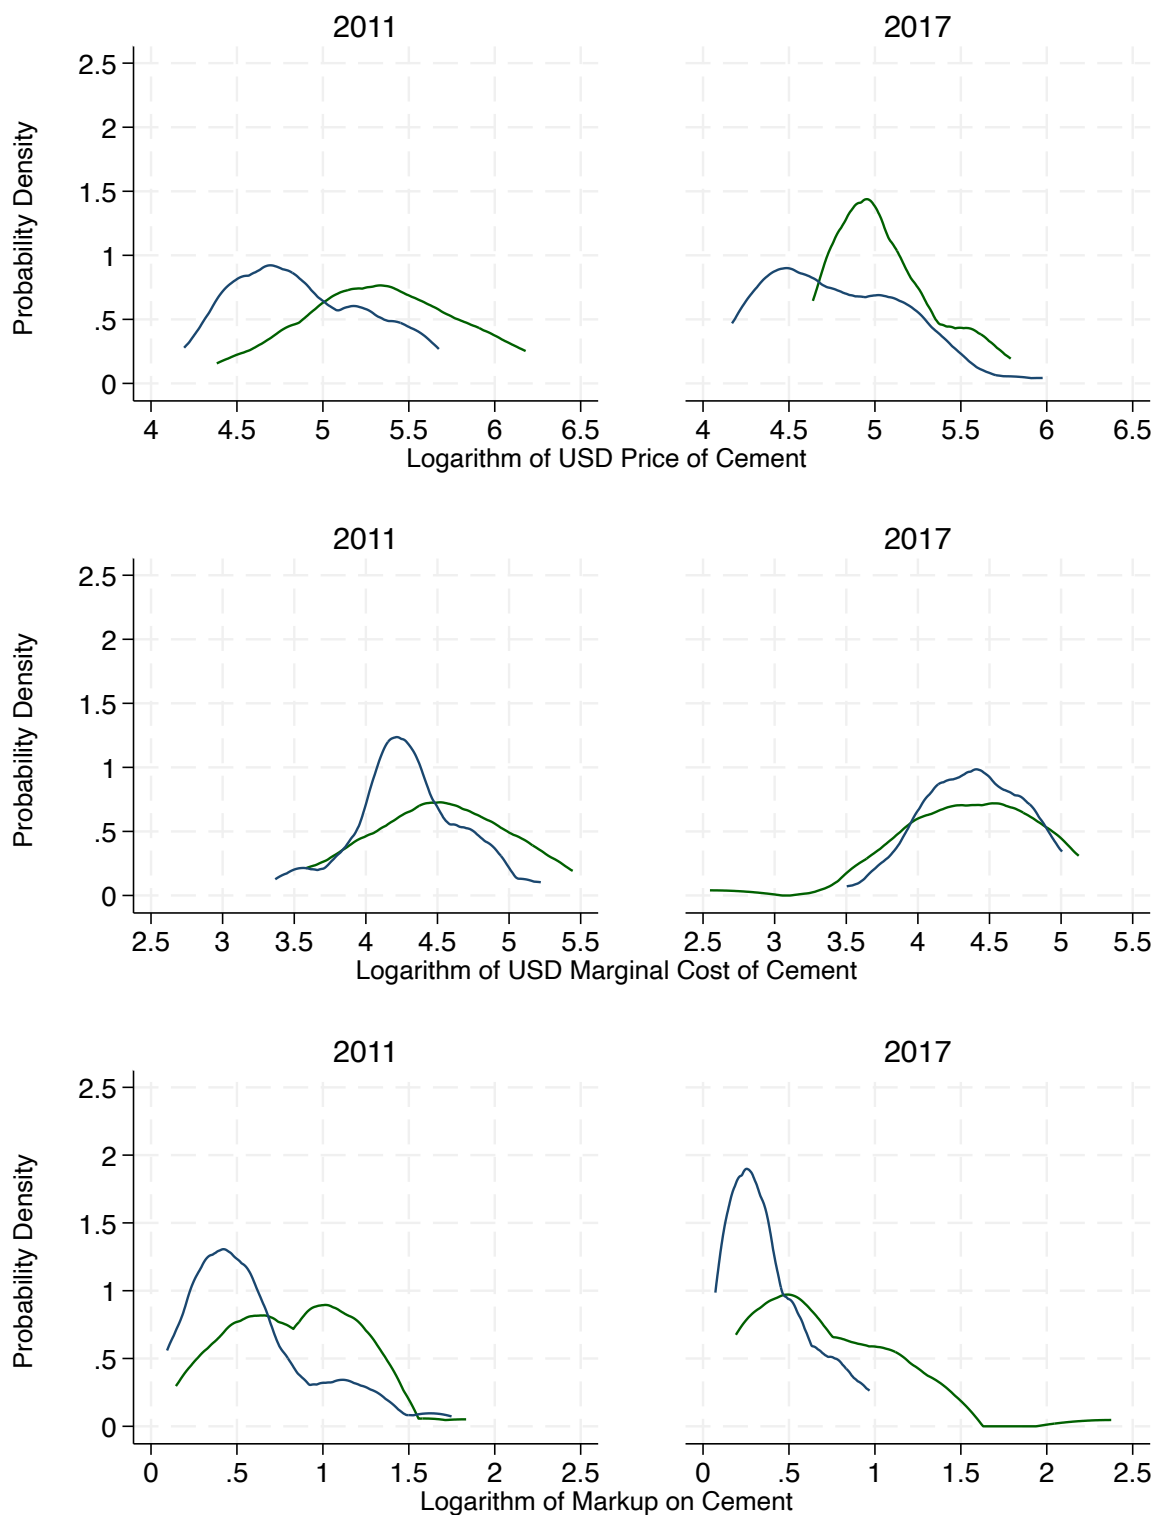 2011
2017
Probability Density
2.5
2
1.5
1
.5
0
4 4.5 5 5.5 6 6.5
4 4.5 5 5.5 6 6.5
Logarithm of USD Price of Cement
2011
2017
Probability Density
2.5
2
1.5
1
.5
0
2.5 3 3.5 4 4.5 5 5.5
2.5 3 3.5 4 4.5 5 5.5
Logarithm of USD Marginal Cost of Cement
2011
2017
Probability Density
2.5
2
1.5
1
.5
0
0 .5 1 1.5 2 2.5
0 .5 1 1.5 2 2.5
Logarithm of Markup on Cement